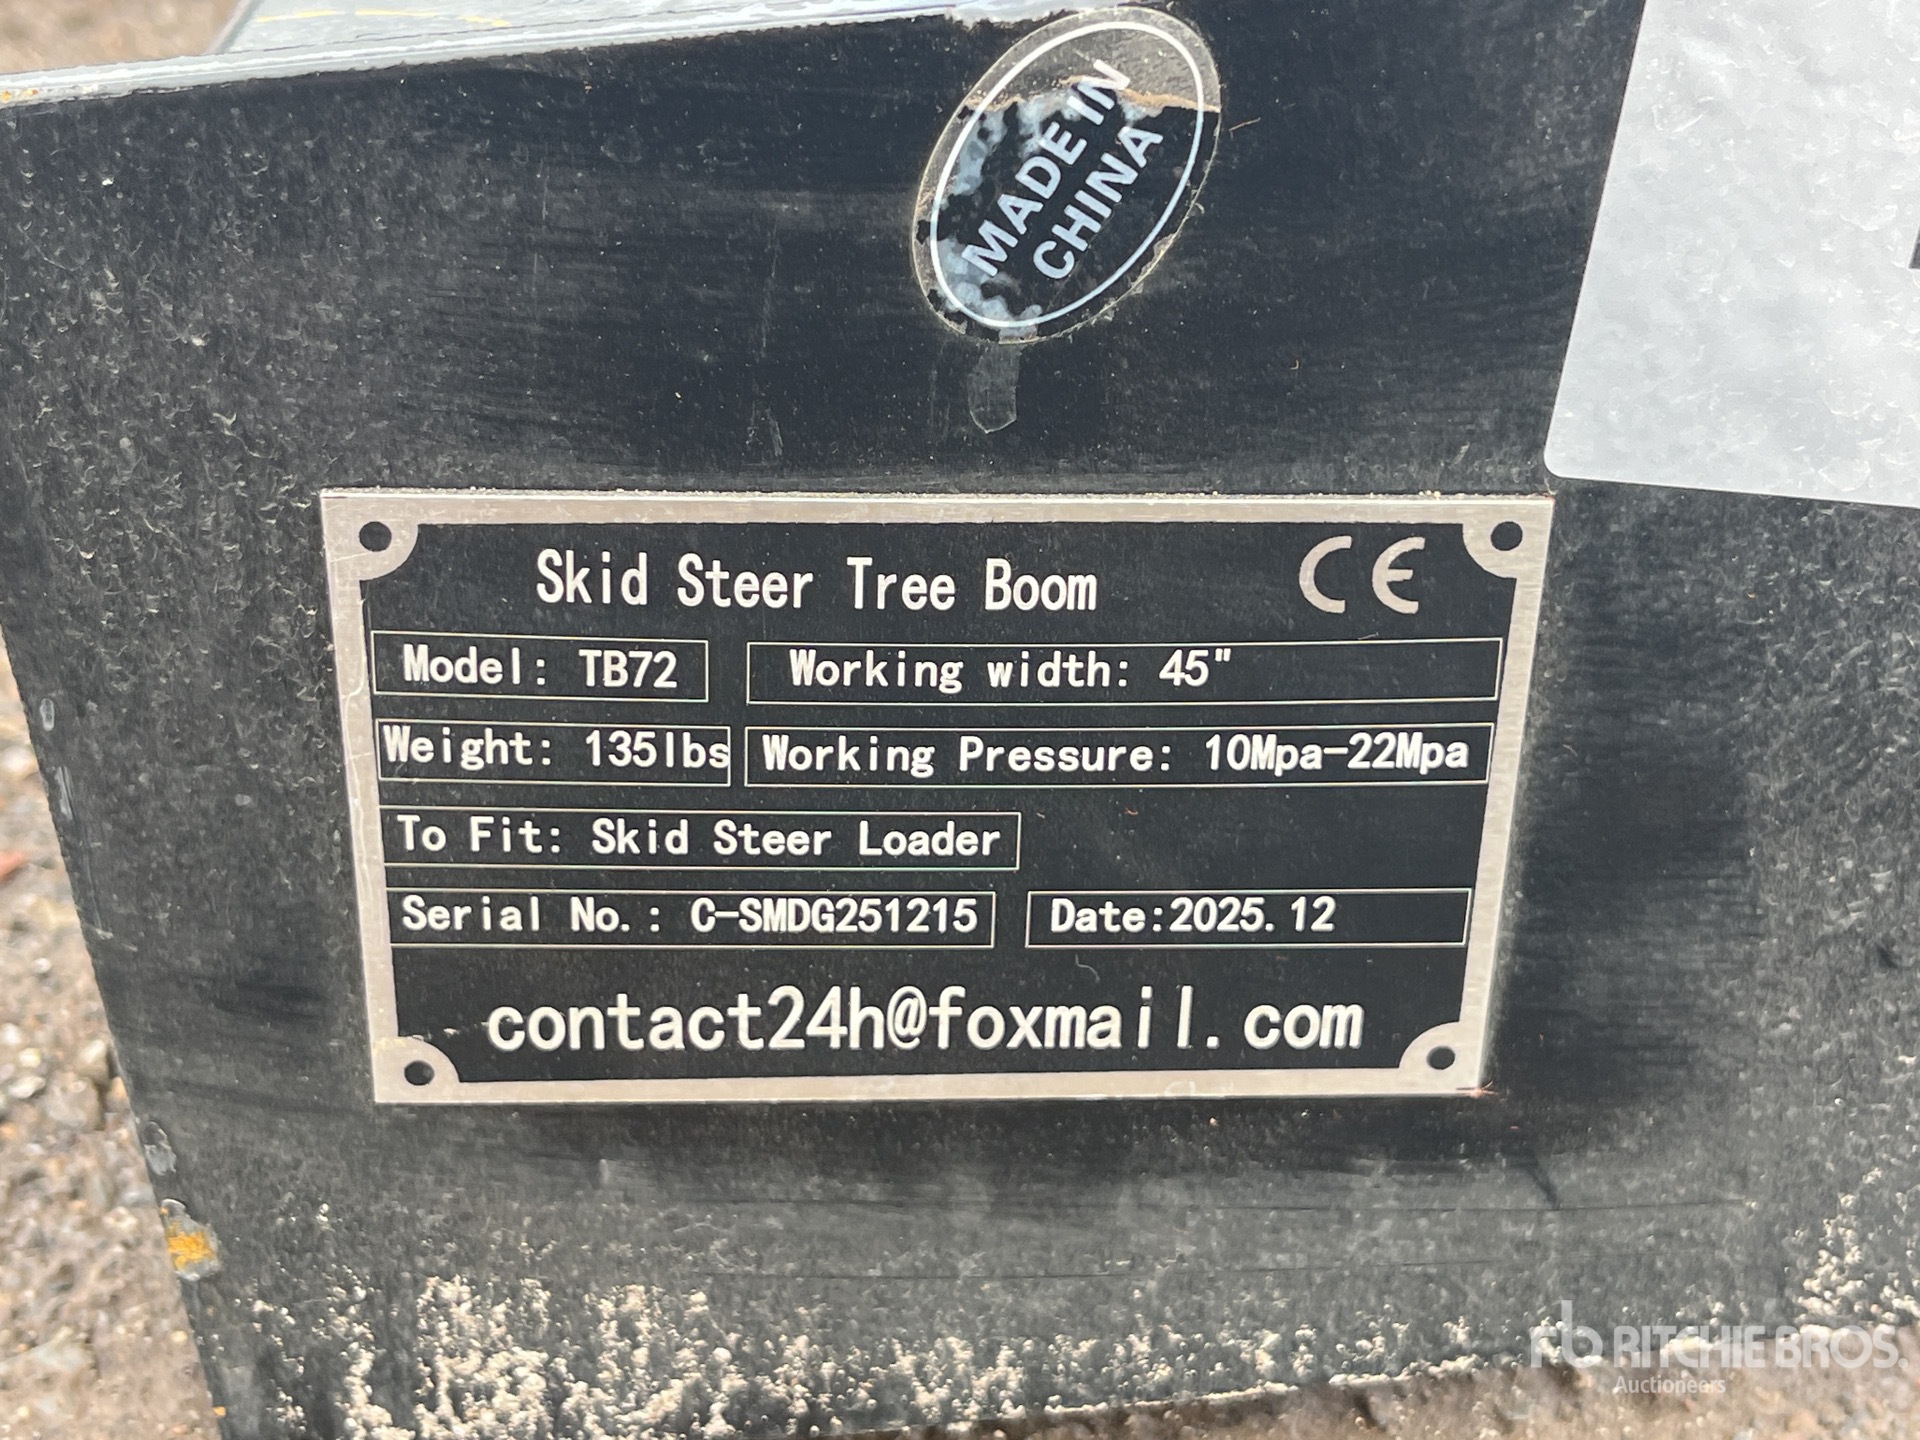 MADE IN
CHINA
Skid Steer Tree Boom CE
Model: TB72 Working width: 45"
Weight: 135lbs Working Pressure: 10Mpa-22Mpa
To Fit: Skid Steer Loader
Serial No.: C-SMDG251215 Date:2025.12
contact24h@foxmail.com
rb RITCHIE BROS.
Auctioneers